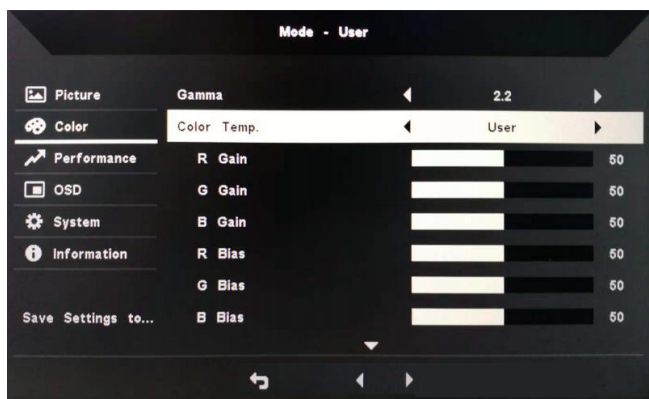 Mode - User
Picture
Gamma
2.2
Color
Color Temp.
User
Performance
R Gain
50
OSD
G Gain
50
System
B Gain
50
Information
R Bias
50
G Bias
50
Save Settings to...
B Bias
50